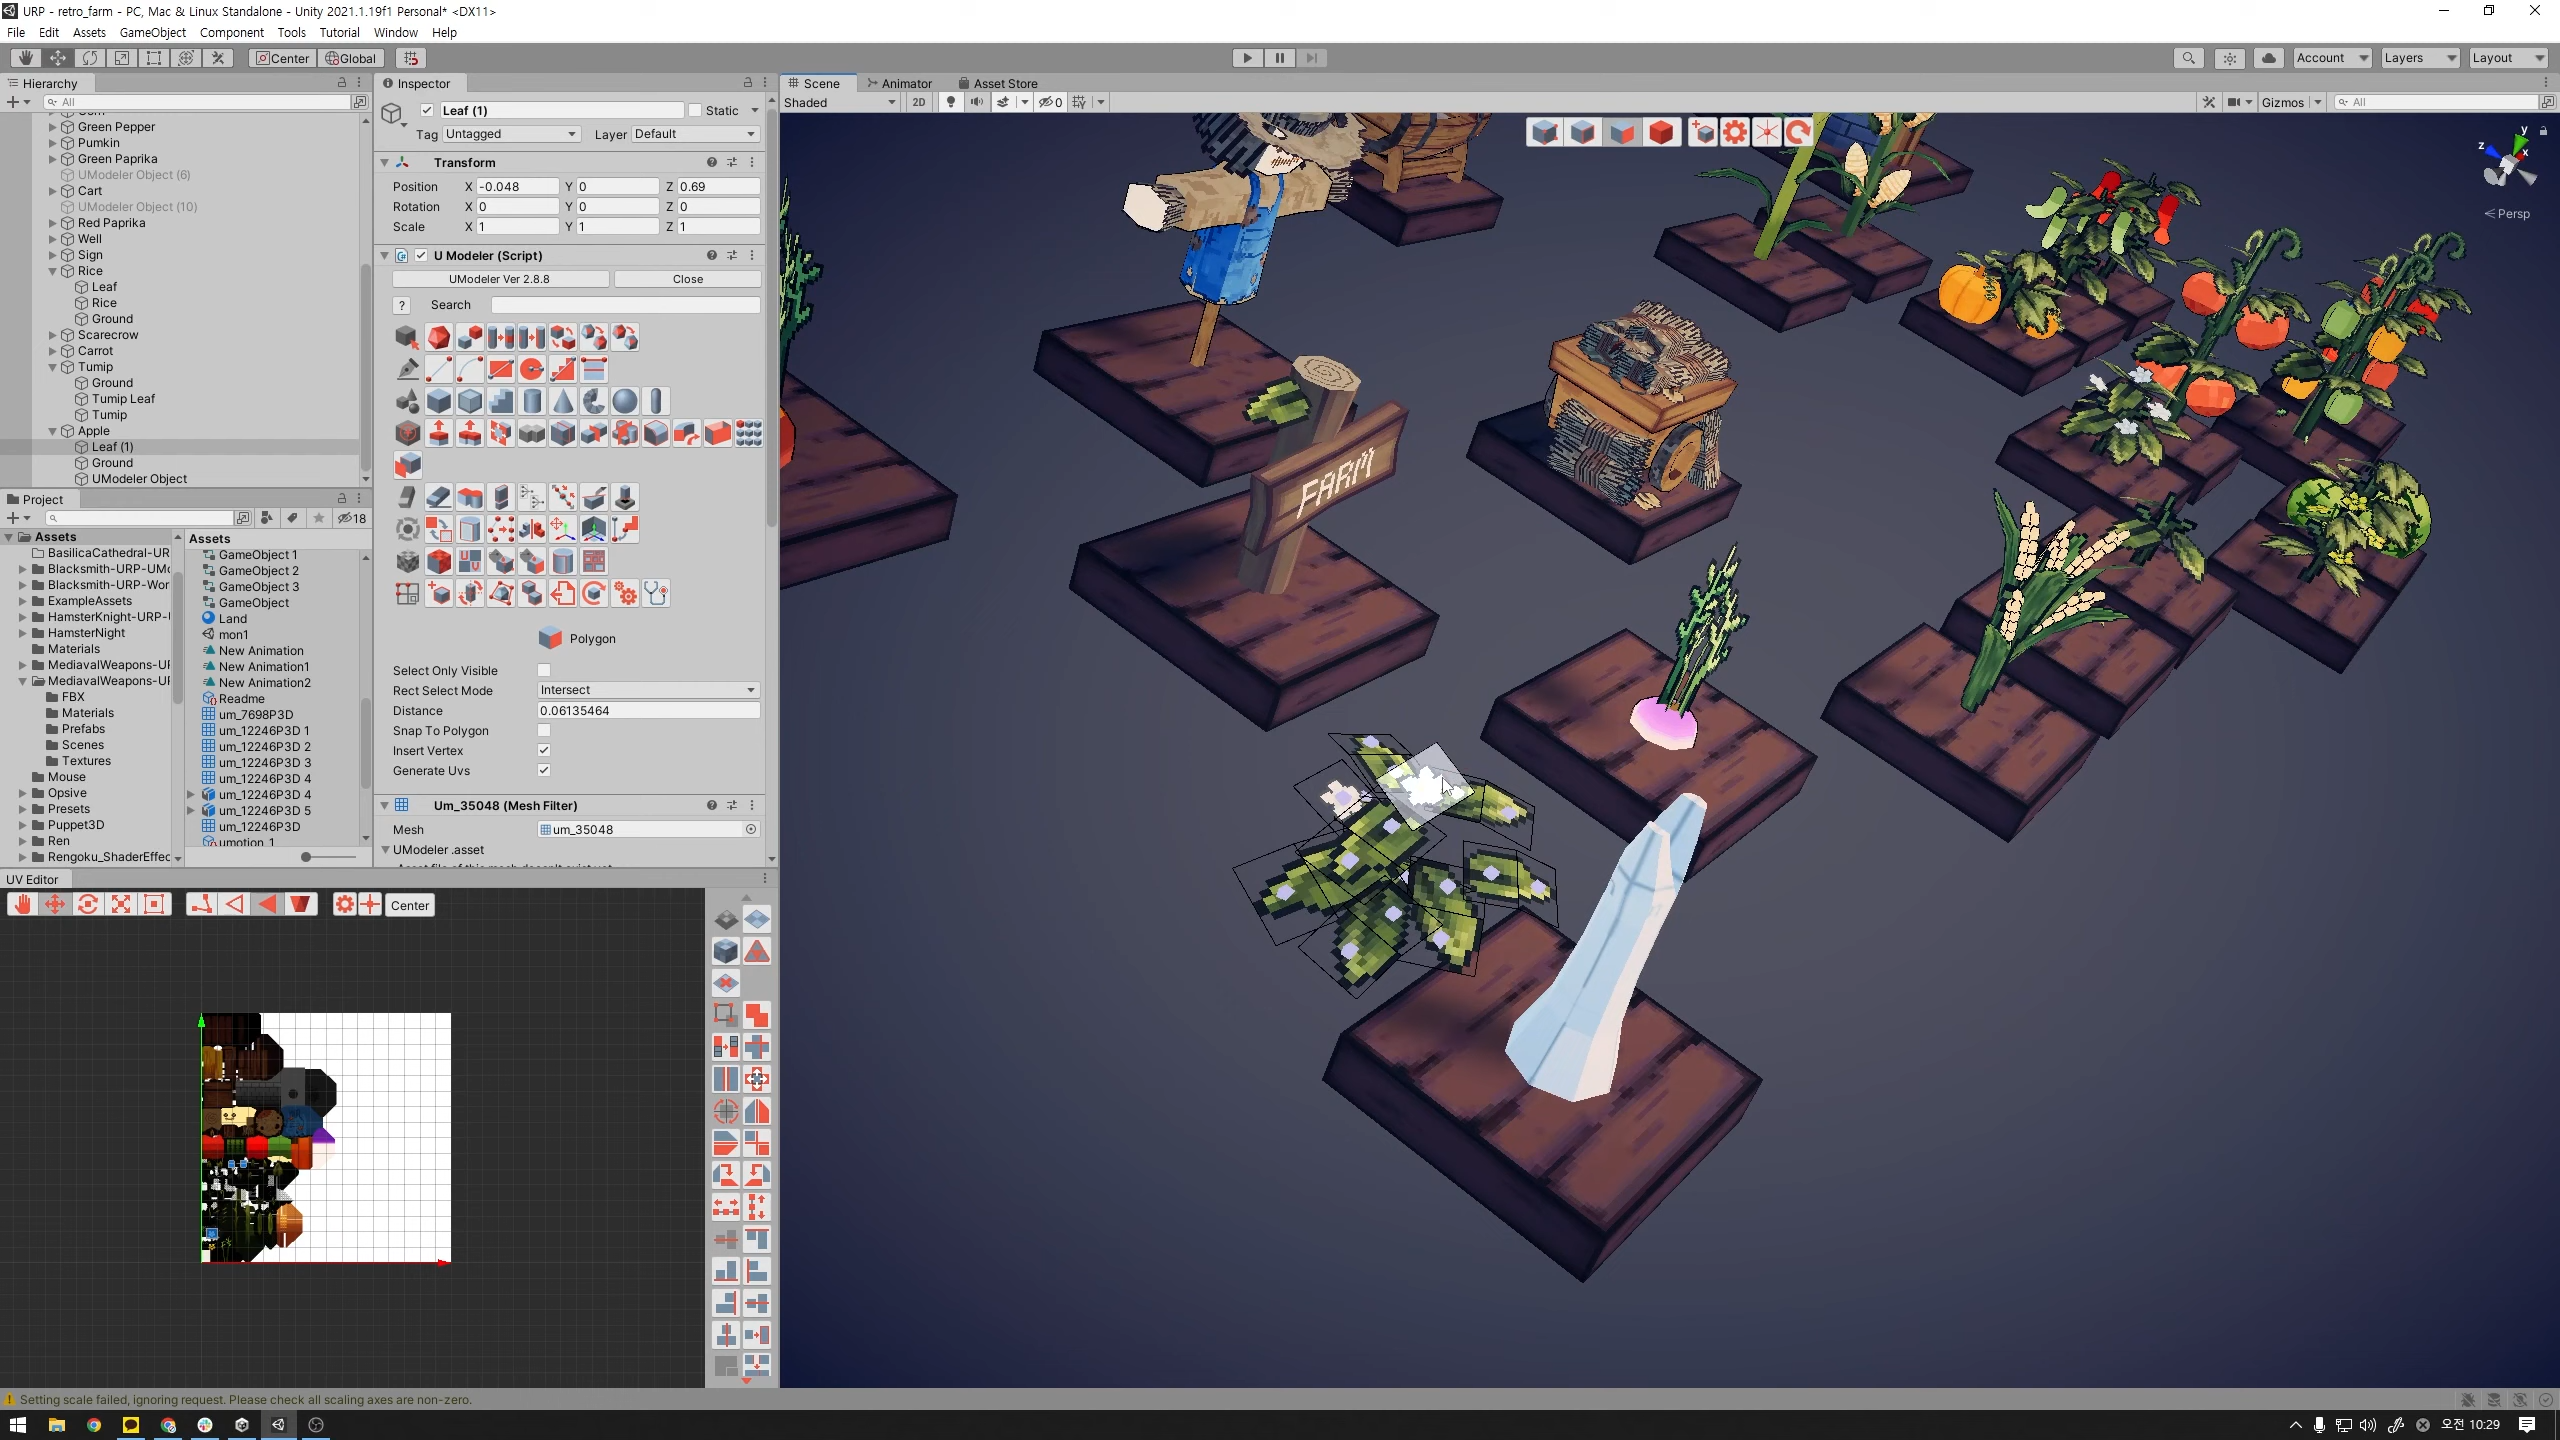 URP - retro_farm - PC, Mac & Linux Standalone - Unity 2021.1.19f1 Personal* <DX11>
File Edit Assets GameObject Component Tools Tutorial Window Help
Center Global
Account Layers Layout
Hierarchy
All
Green Pepper
Pumkin
Green Paprika
UModeler Object (6)
Cart
UModeler Object (10)
Red Paprika
Well
Sign
Rice
Leaf
Rice
Ground
Scarecrow
Carrot
Tumip
Ground
Tumip Leaf
Tumip
Apple
Leaf (1)
Ground
UModeler Object
Project
18
Assets
BasilicaCathedral-UR
Blacksmith-URP-UMo
Blacksmith-URP-Wor
ExampleAssets
HamsterKnight-URP-
HamsterNight
Materials
MediavalWeapons-UR
MediavalWeapons-UR
FBX
Materials
Prefabs
Scenes
Textures
Mouse
Opsive
Presets
Puppet3D
Ren
Rengoku_ShaderEffec
Assets
GameObject 1
GameObject 2
GameObject 3
GameObject
Land
mon1
New Animation
New Animation1
New Animation2
Readme
um_7698P3D
um_12246P3D 1
um_12246P3D 2
um_12246P3D 3
um_12246P3D 4
um_12246P3D 4
um_12246P3D 5
um_12246P3D
umotion_1
Inspector
Leaf (1) Static
Tag Untagged Layer Default
Transform
Position X -0.048 Y 0 Z 0.69
Rotation X 0 Y 0 Z 0
Scale X 1 Y 1 Z 1
U Modeler (Script)
UModeler Ver 2.8.8 Close
? Search
Polygon
Select Only Visible
Rect Select Mode Intersect
Distance 0.06135464
Snap To Polygon
Insert Vertex
Generate Uvs
Um_35048 (Mesh Filter)
Mesh um_35048
UModeler .asset
UV Editor
Center
Scene Animator Asset Store
Shaded 2D 0 Gizmos All
y
z
x
Persp
FARM
Setting scale failed, ignoring request. Please check all scaling axes are non-zero.
오전 10:29